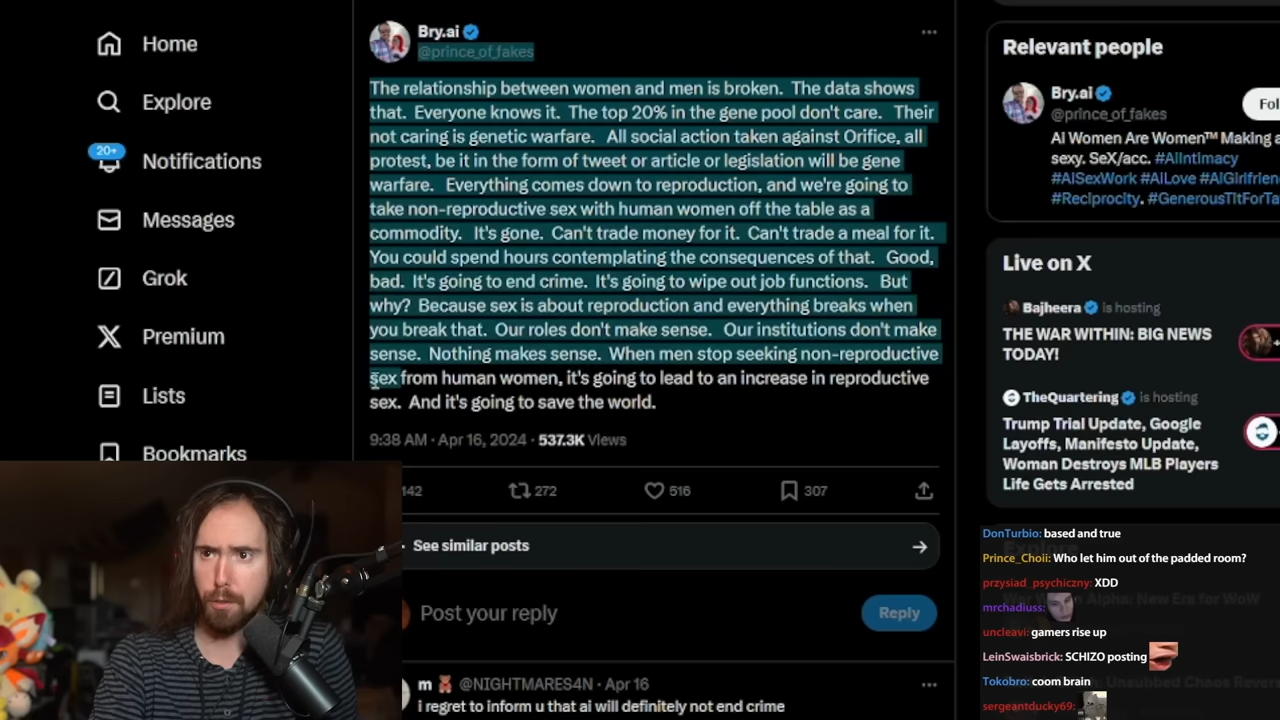 Home
Explore
20+
Notifications
Messages
Grok
Premium
Lists
Bookmarks
Bry.ai
@prince_of_fakes
The relationship between women and men is broken. The data shows
that. Everyone knows it. The top 20% in the gene pool don't care. Their
not caring is genetic warfare. All social action taken against Orifice, all
protest, be it in the form of tweet or article or legislation will be gene
warfare. Everything comes down to reproduction, and we're going to
take non-reproductive sex with human women off the table as a
commodity. It's gone. Can't trade money for it. Can't trade a meal for it.
You could spend hours contemplating the consequences of that. Good,
bad. It's going to end crime. It's going to wipe out job functions. But
why? Because sex is about reproduction and everything breaks when
you break that. Our roles don't make sense. Our institutions don't make
sense. Nothing makes sense. When men stop seeking non-reproductive
sex from human women, it's going to lead to an increase in reproductive
sex. And it's going to save the world.
9:38 AM · Apr 16, 2024 · 537.3K Views
142 272 516 307
See similar posts
Post your reply
Reply
m @NIGHTMARES4N · Apr 16
i regret to inform u that ai will definitely not end crime
Relevant people
Bry.ai
@prince_of_fakes
Fol
AI Women Are Women™ Making a
sexy. SeX/acc. #AIIntimacy
#AISexWork #AILove #AIGirlfrien
#Reciprocity. #GenerousTitForTa
Live on X
Bajheera is hosting
THE WAR WITHIN: BIG NEWS
TODAY!
TheQuartering is hosting
Trump Trial Update, Google
Layoffs, Manifesto Update,
Woman Destroys MLB Players
Life Gets Arrested
DonTurbio: based and true
Prince_Choii: Who let him out of the padded room?
przysiad_psychiczny: XDD
mrchadiuss:
uncleavi: gamers rise up
LeinSwaisbrick: SCHIZO posting
Tokobro: coom brain
sergeantducky69: